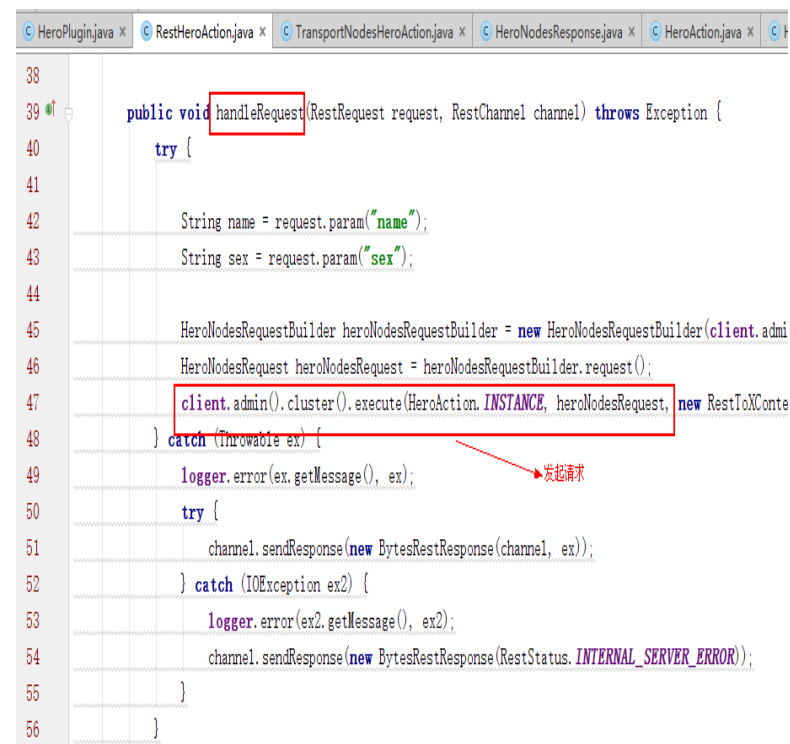 HeroPlugin.java × RestHeroAction.java × TransportNodesHeroAction.java × HeroNodesResponse.java × HeroAction.java ×
38
39 public void handleRequest(RestRequest request, RestChannel channel) throws Exception {
40 try {
41
42 String name = request.param("name");
43 String sex = request.param("sex");
44
45 HeroNodesRequestBuilder heroNodesRequestBuilder = new HeroNodesRequestBuilder(client.admi
46 HeroNodesRequest heroNodesRequest = heroNodesRequestBuilder.request();
47 client.admin().cluster().execute(HeroAction.INSTANCE, heroNodesRequest, new RestToXConte
48 } catch (Throwable ex) {
49 logger.error(ex.getMessage(), ex);
发起请求
50 try {
51 channel.sendResponse(new BytesRestResponse(channel, ex));
52 } catch (IOException ex2) {
53 logger.error(ex2.getMessage(), ex2);
54 channel.sendResponse(new BytesRestResponse(RestStatus.INTERNAL_SERVER_ERROR));
55 }
56 }